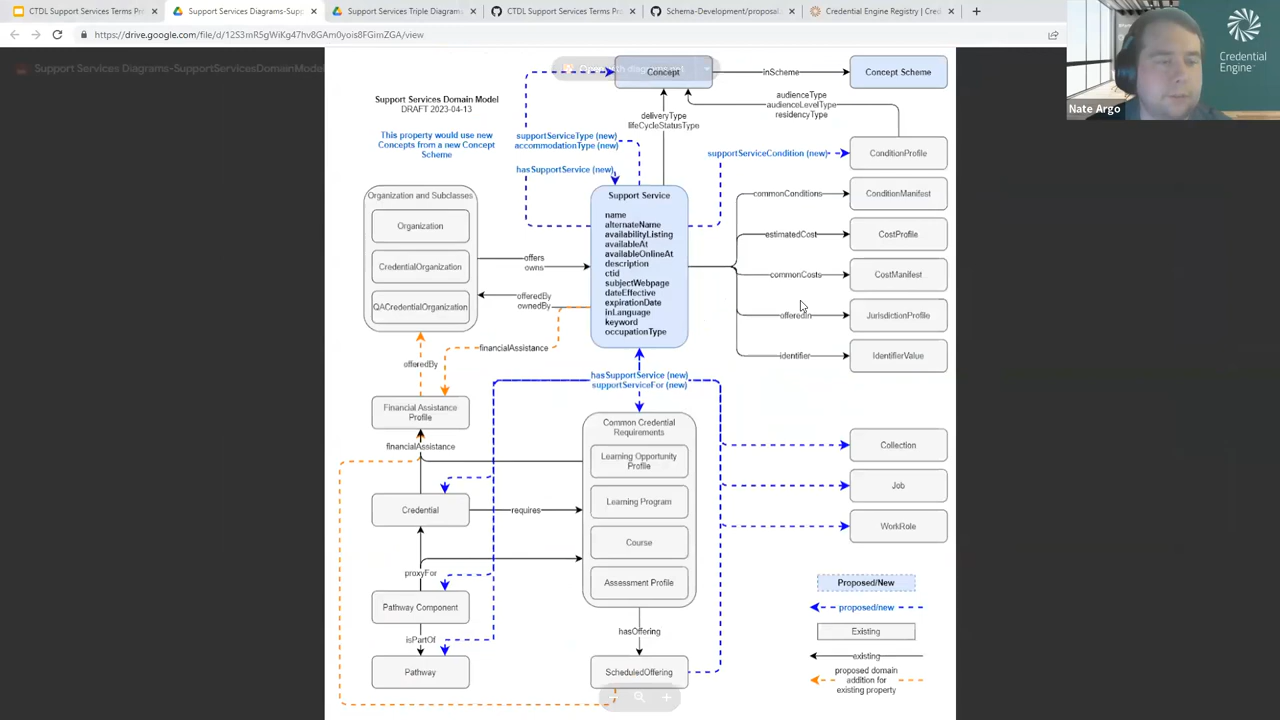 CTDL Support Services Terms Pr
Support Services Diagrams-Supp
Support Services Triple Diagrams
CTDL Support Services Terms Pr
Schema-Development/proposal
Credential Engine Registry | Cred
https://drive.google.com/file/d/12S3mR5gWiKg47hv8GAm0yois8FGimZGA/view
Support Services Diagrams-SupportServicesDomainModel
Credential
Engine
Nate Argo
Support Services Domain Model
DRAFT 2023-04-13
This property would use new
Concepts from a new Concept
Scheme
Concept
inScheme
Concept Scheme
audienceType
audienceLevelType
residencyType
deliveryType
lifeCycleStatusType
supportServiceType (new)
accommodationType (new)
hasSupportService (new)
supportServiceCondition (new)
ConditionProfile
Organization and Subclasses
Organization
CredentialOrganization
QACredentialOrganization
offers
owns
offeredBy
ownedBy
Support Service
name
alternateName
availabilityListing
availableAt
availableOnlineAt
description
ctid
subjectWebpage
dateEffective
expirationDate
inLanguage
keyword
occupationType
commonConditions
ConditionManifest
estimatedCost
CostProfile
commonCosts
CostManifest
offeredIn
JurisdictionProfile
identifier
IdentifierValue
financialAssistance
offeredBy
hasSupportService (new)
supportServiceFor (new)
Financial Assistance
Profile
financialAssistance
Common Credential
Requirements
Learning Opportunity
Profile
Learning Program
Course
Assessment Profile
Collection
Job
WorkRole
Credential
requires
proxyFor
Pathway Component
isPartOf
Pathway
hasOffering
ScheduledOffering
Proposed/New
proposed/new
Existing
existing
proposed domain
addition for
existing property